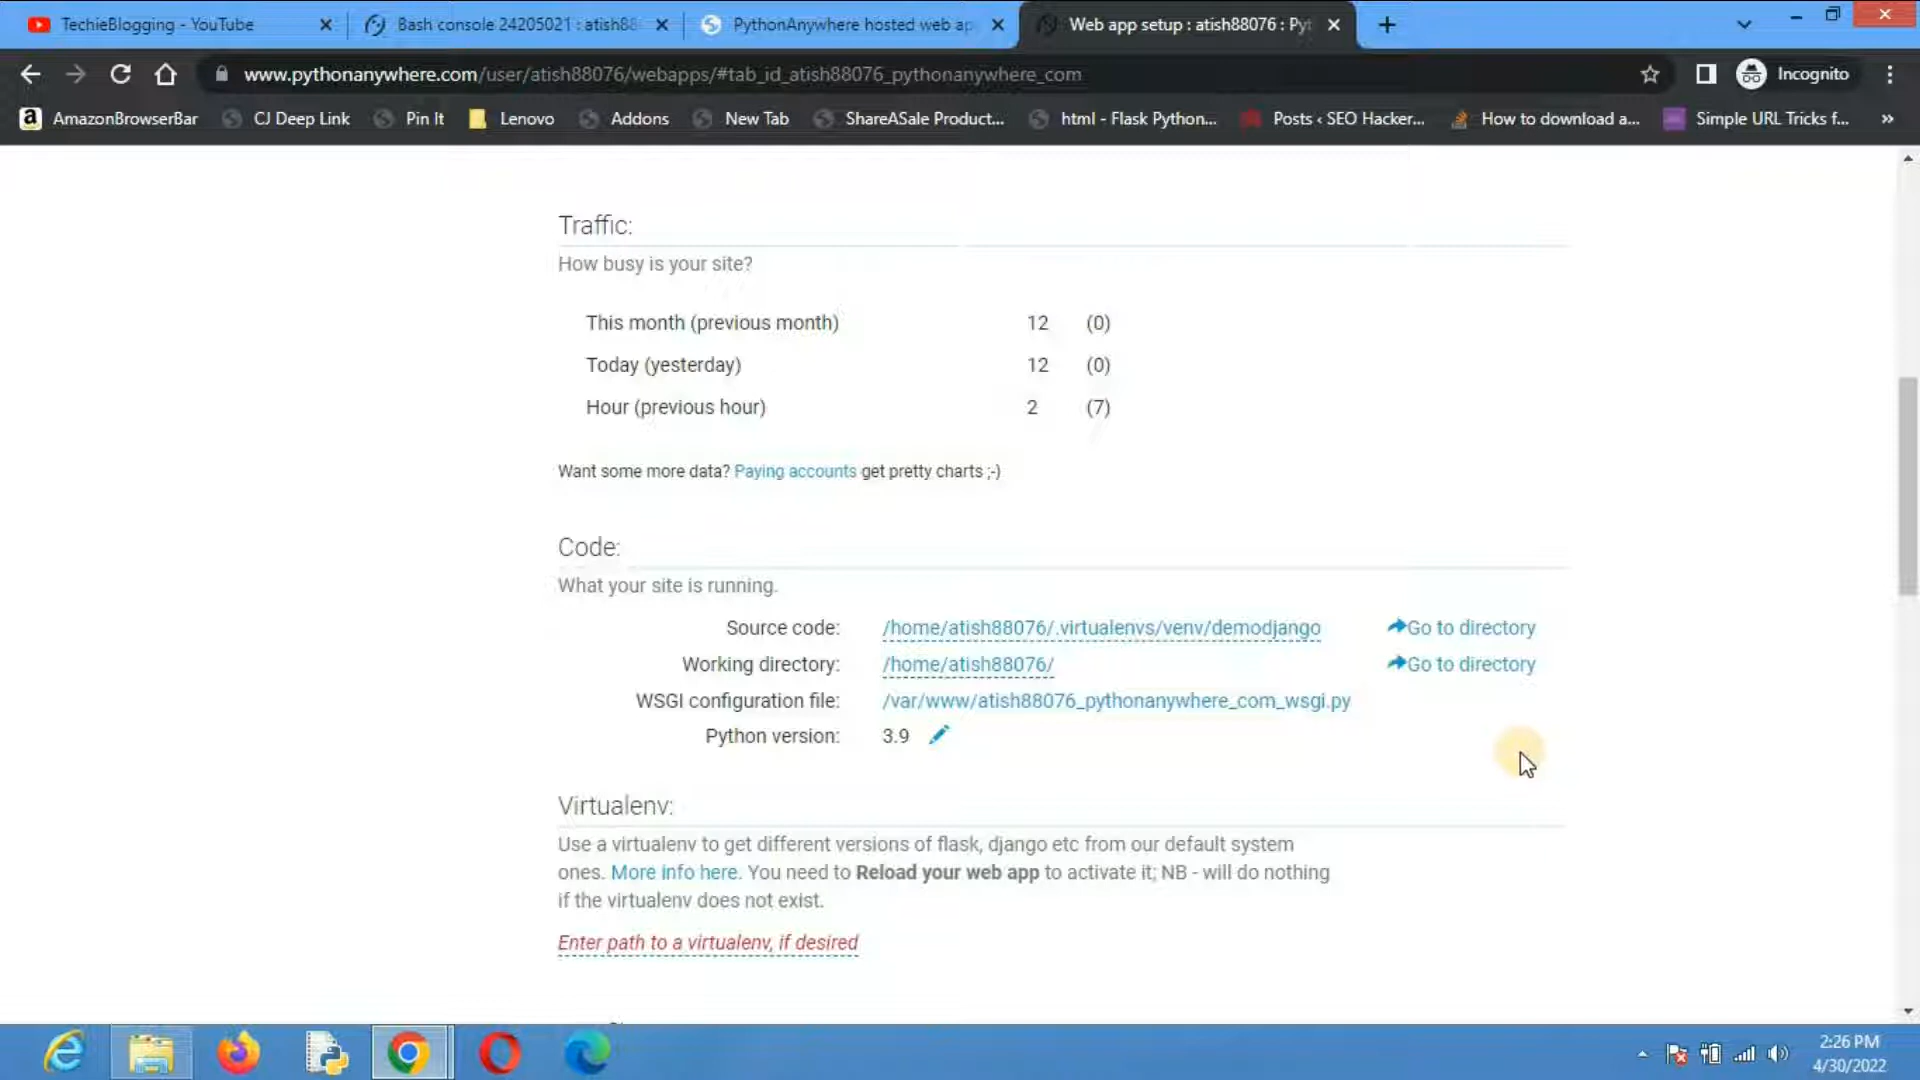 TechieBlogging - YouTube
Bash console 24205021 : atish88
PythonAnywhere hosted web ap
Web app setup : atish88076 : Pyt
www.pythonanywhere.com/user/atish88076/webapps/#tab_id_atish88076_pythonanywhere_com
Incognito
AmazonBrowserBar
CJ Deep Link
Pin It
Lenovo
Addons
New Tab
ShareASale Product...
html - Flask Python...
Posts ‹ SEO Hacker...
How to download a...
Simple URL Tricks f...
»
Traffic:
How busy is your site?
This month (previous month) 12 (0)
Today (yesterday) 12 (0)
Hour (previous hour) 2 (7)
Want some more data? Paying accounts get pretty charts ;-)
Code:
What your site is running.
Source code: /home/atish88076/.virtualenvs/venv/demodjango Go to directory
Working directory: /home/atish88076/ Go to directory
WSGI configuration file: /var/www/atish88076_pythonanywhere_com_wsgi.py
Python version: 3.9
Virtualenv:
Use a virtualenv to get different versions of flask, django etc from our default system
ones. More info here. You need to Reload your web app to activate it; NB - will do nothing
if the virtualenv does not exist.
Enter path to a virtualenv, if desired
2:26 PM
4/30/2022